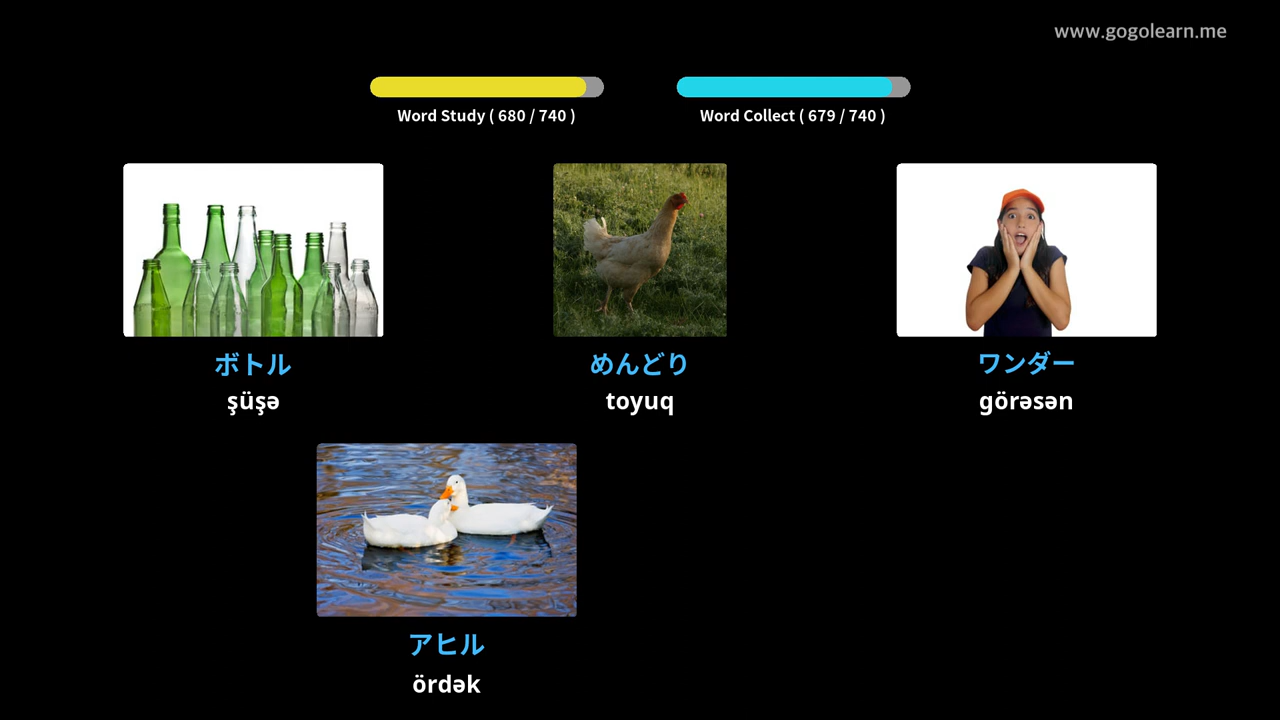 www.gogolearn.me
Word Study ( 680 / 740 )
Word Collect ( 679 / 740 )
ボトル
şüşə
めんどり
toyuq
ワンダー
görəsən
アヒル
ördək